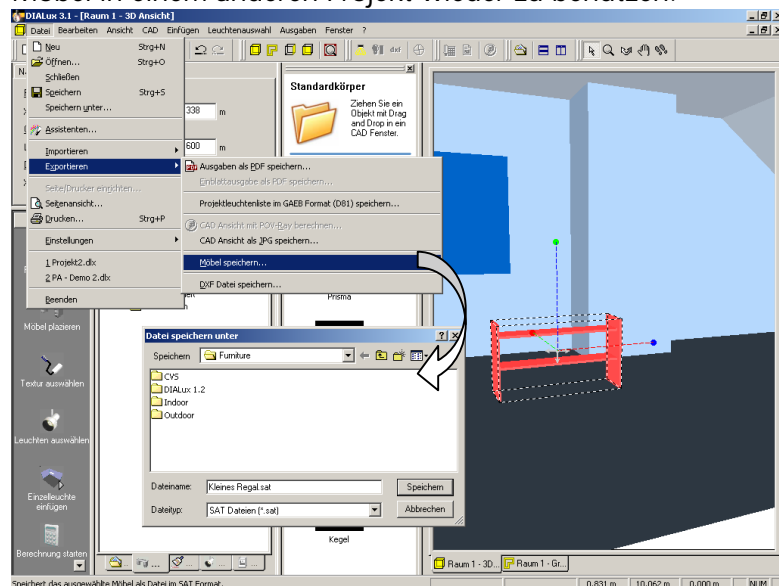 Möbel in einem anderen Projekt wieder zu benutzen.
DIALux 3.1 - [Raum 1 - 3D Ansicht]
Datei Bearbeiten Ansicht CAD Einfügen Leuchtenauswahl Ausgaben Fenster ?
Neu Strg+N
Öffnen... Strg+O
Schließen
Speichern Strg+S
Speichern unter...
Assistenten...
Importieren
Exportieren
Seite/Drucker einrichten...
Seitenansicht...
Drucken... Strg+P
Einstellungen
1 Projekt2.dlx
2 PA - Demo 2.dlx
Beenden
338 m
600 m
Standardkörper
Ziehen Sie ein
Objekt mit Drag
and Drop in ein
CAD Fenster.
Ausgaben als PDF speichern...
Einblattausgabe als PDF speichern...
Projektleuchtenliste im GAEB Format (D81) speichern...
CAD Ansicht mit POV-Ray berechnen...
CAD Ansicht als JPG speichern...
Möbel speichern...
DXF Datei speichern...
Prisma
Möbel plazieren
Textur auswählen
Leuchten auswählen
Einzelleuchte
einfügen
Berechnung starten
Datei speichern unter
Speichern Furniture
CVS
DIALux 1.2
Indoor
Outdoor
Dateiname: Kleines Regal.sat Speichern
Dateityp: SAT Dateien (*.sat) Abbrechen
Kegel
Raum 1 - 3D... Raum 1 - Gr...
Speichert das ausgewählte Möbel als Datei im SAT Format. 0.831 m 10.062 m 0.000 m NUM